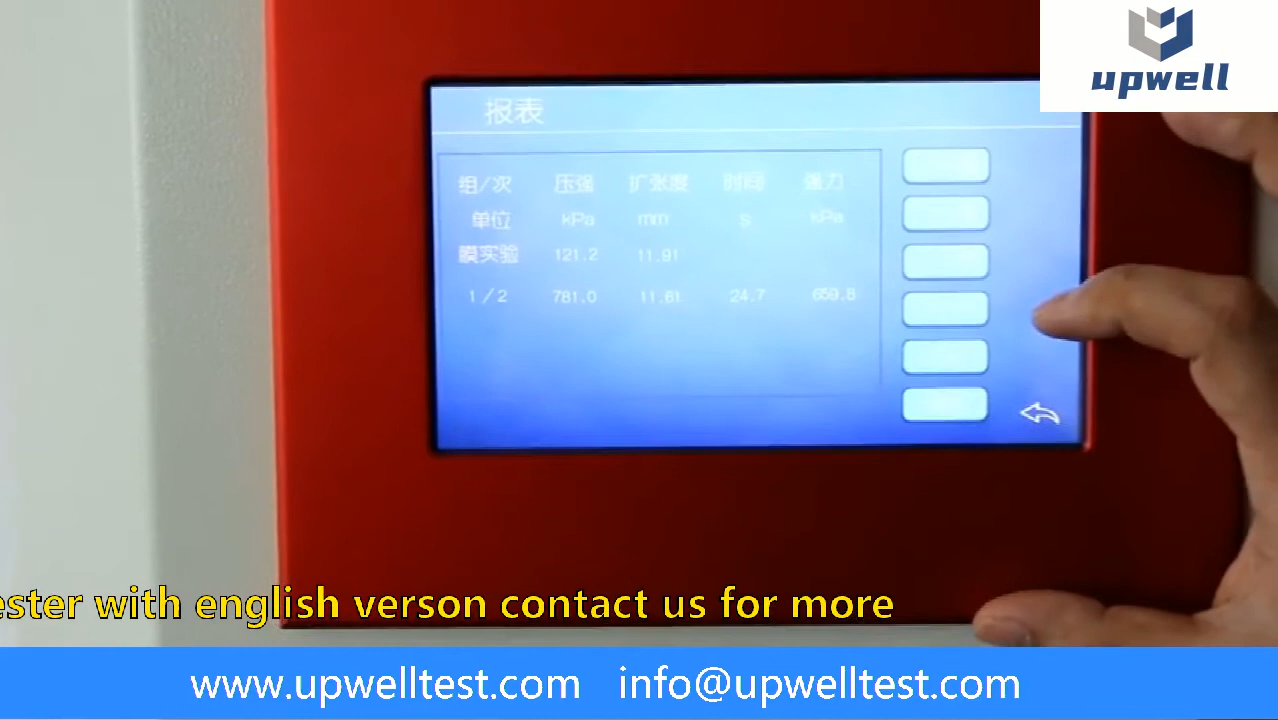 upwell
报表
组/次 压强 扩张度 时间 强力
单位 kPa mm s kPa
膜实验 121.2 11.91
1/2 781.0 11.61 24.7 659.8
ester with english verson contact us for more
www.upwelltest.com info@upwelltest.com